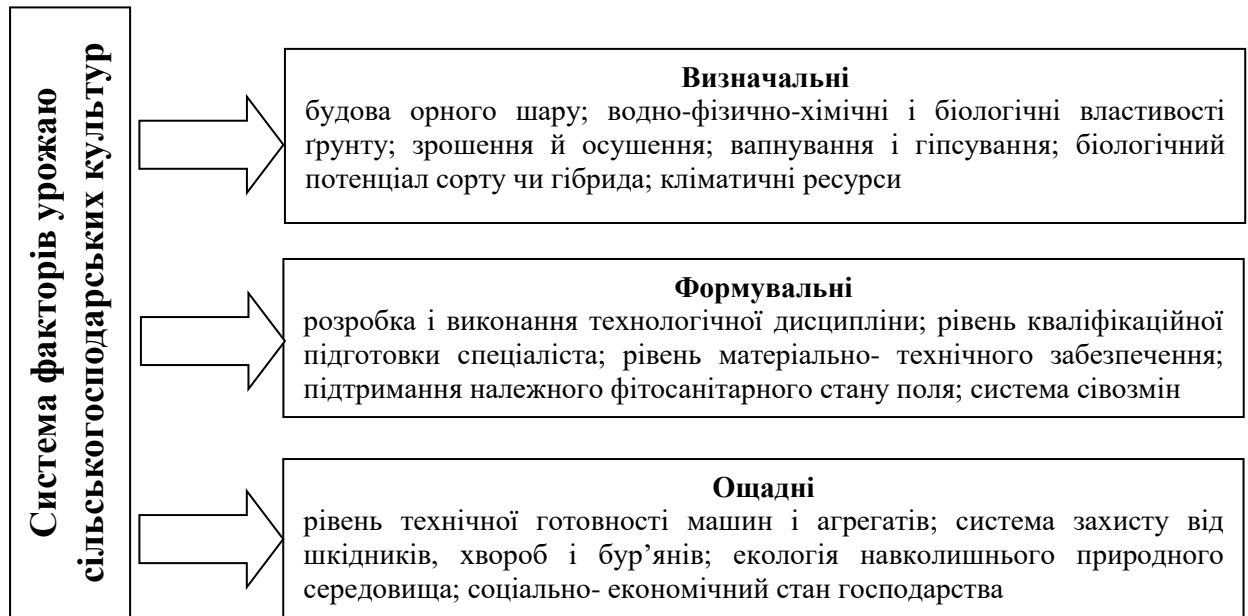 Система факторів урожаю
сільськогосподарських культур
Визначальні
будова орного шару; водно-фізично-хімічні і біологічні властивості
ґрунту; зрошення й осушення; вапнування і гіпсування; біологічний
потенціал сорту чи гібрида; кліматичні ресурси
Формувальні
розробка і виконання технологічної дисципліни; рівень кваліфікаційної
підготовки спеціаліста; рівень матеріально- технічного забезпечення;
підтримання належного фітосанітарного стану поля; система сівозмін
Ощадні
рівень технічної готовності машин і агрегатів; система захисту від
шкідників, хвороб і бур’янів; екологія навколишнього природного
середовища; соціально- економічний стан господарства